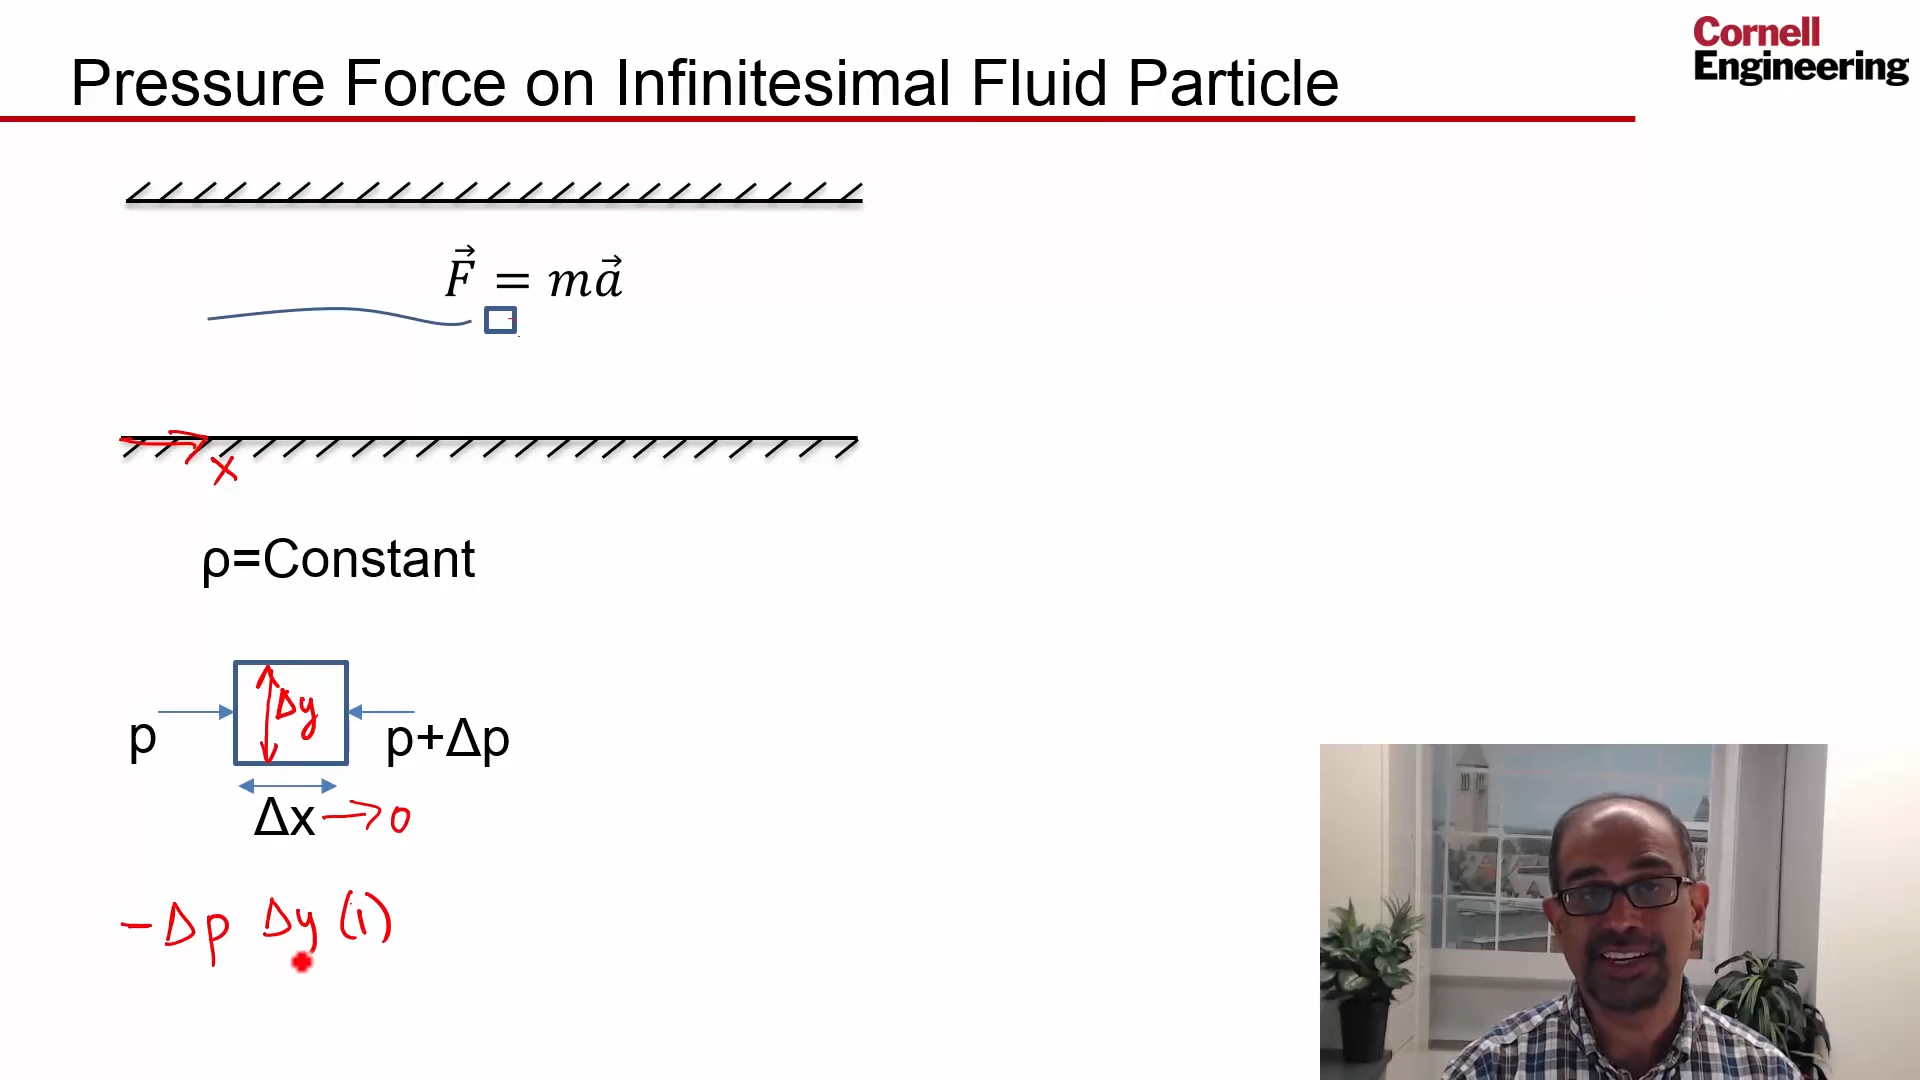 Cornell
Engineering
Pressure Force on Infinitesimal Fluid Particle
F⃗ = ma⃗
x
ρ=Constant
Δy
p
p+Δp
Δx → 0
-Δp Δy (1)